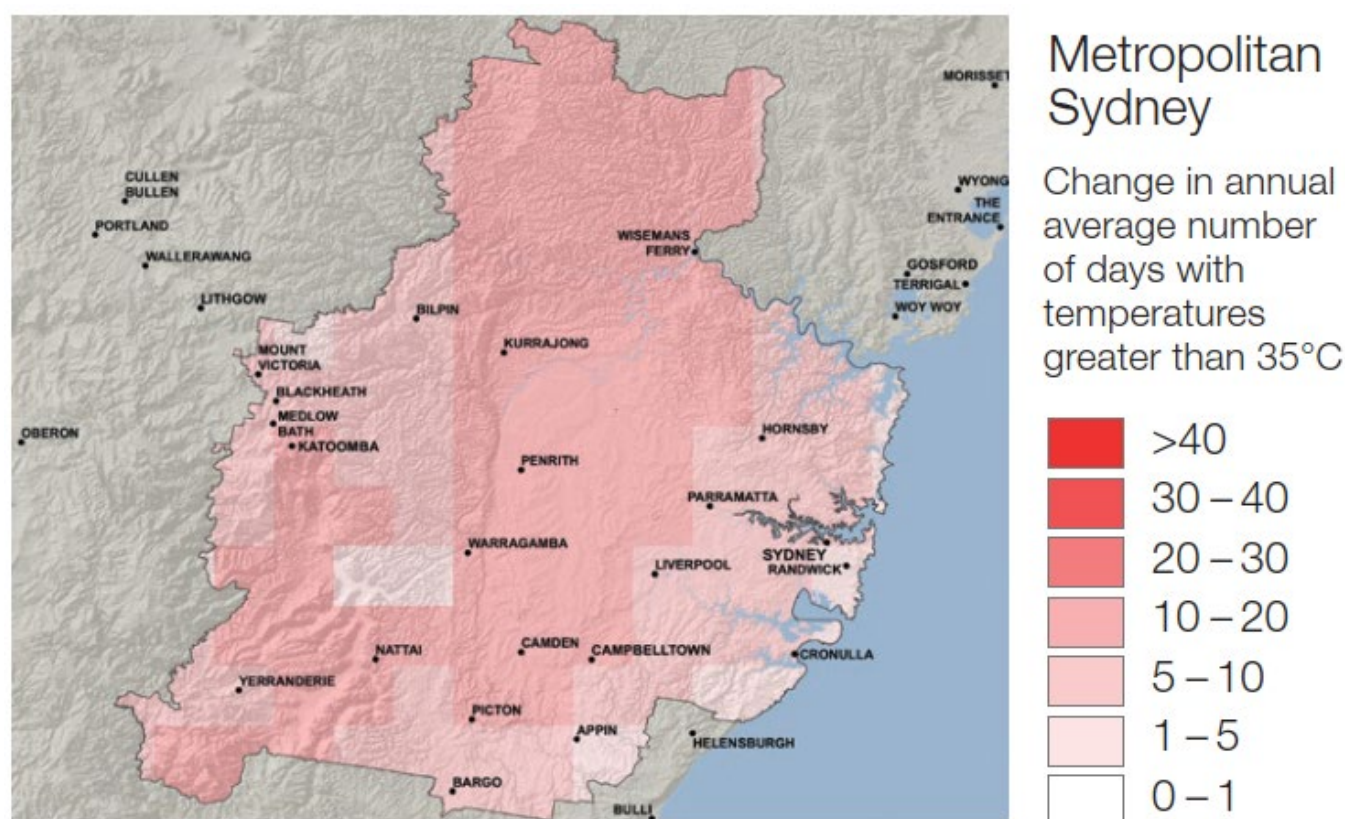 Metropolitan
Sydney
Change in annual
average number
of days with
temperatures
greater than 35°C
>40
30 – 40
20 – 30
10 – 20
5 – 10
1 – 5
0 – 1
MORISSET
CULLEN
BULLEN
WYONG
THE
ENTRANCE
PORTLAND
WISEMANS
FERRY
WALLERAWANG
GOSFORD
TERRIGAL
LITHGOW
WOY WOY
BILPIN
KURRAJONG
MOUNT
VICTORIA
BLACKHEATH
MEDLOW
BATH
OBERON
HORNSBY
KATOOMBA
PENRITH
PARRAMATTA
WARRAGAMBA
SYDNEY
LIVERPOOL
RANDWICK
NATTAI
CAMDEN
CAMPBELLTOWN
CRONULLA
YERRANDERIE
PICTON
APPIN
HELENSBURGH
BARGO
BULLI